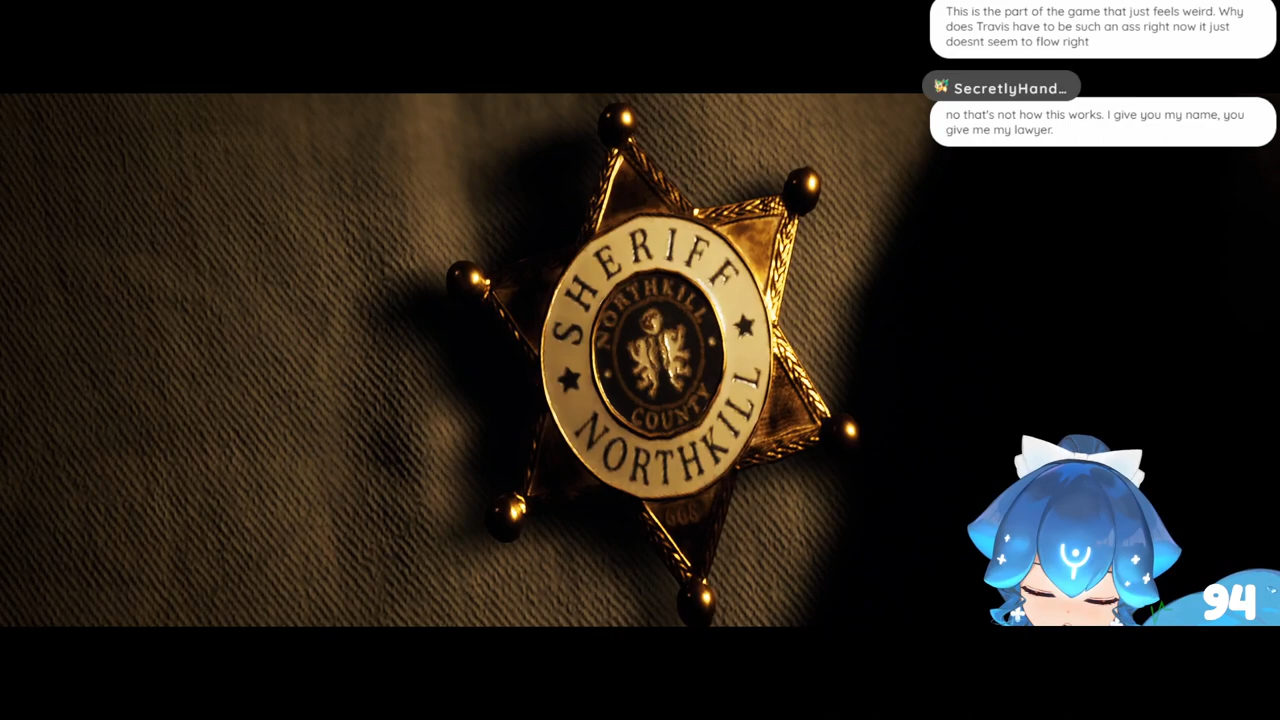 This is the part of the game that just feels weird. Why
does Travis have to be such an ass right now it just
doesnt seem to flow right
SecretlyHand…
no that's not how this works. I give you my name, you
give me my lawyer.
SHERIFF
NORTHKILL
COUNTY
NORTHKILL
668
94